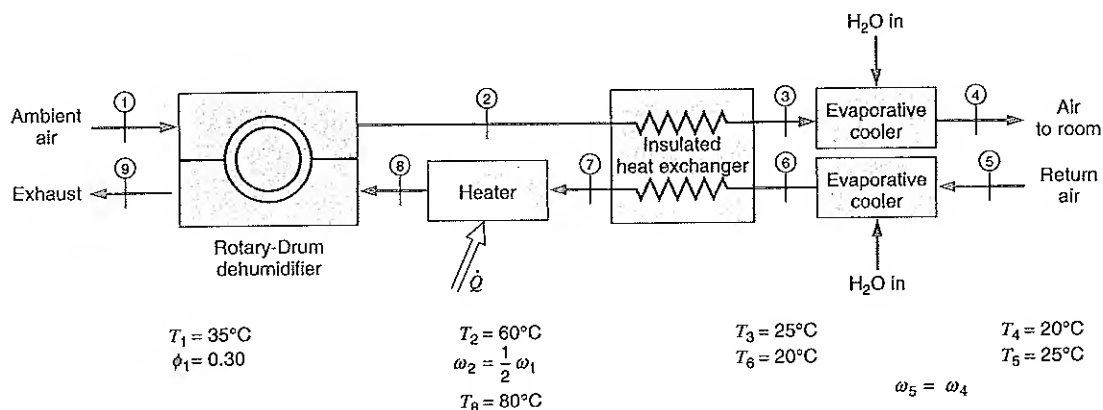 H₂O in
① ② ③ ④
Ambient air
Evaporative cooler
Air to room
Insulated heat exchanger
⑨ ⑧ ⑦ ⑥ ⑤
Exhaust
Heater
Evaporative cooler
Return air
Rotary-Drum
dehumidifier
Q̇
H₂O in
T₁ = 35°C
ϕ₁ = 0.30
T₂ = 60°C
ω₂ = 1/2 ω₁
T₈ = 80°C
T₃ = 25°C
T₆ = 20°C
T₄ = 20°C
T₅ = 25°C
ω₅ = ω₄